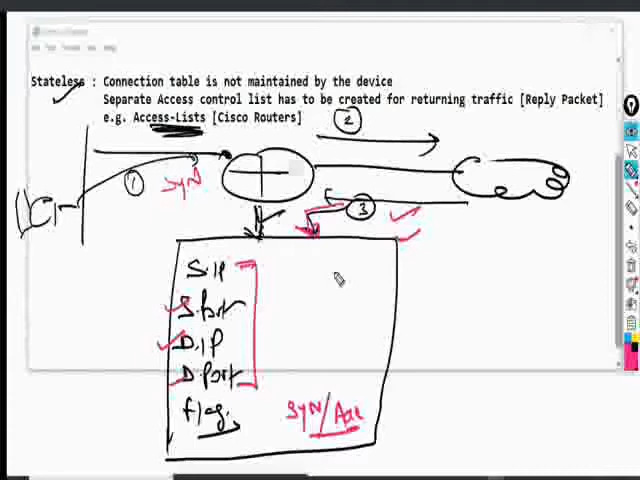 Stateless : Connection table is not maintained by the device
Separate Access control list has to be created for returning traffic [Reply Packet]
e.g. Access-Lists [Cisco Routers]
2
1
SYN
3
S.IP
S.Port
D.IP
D.Port
flag.
SYN/Ack